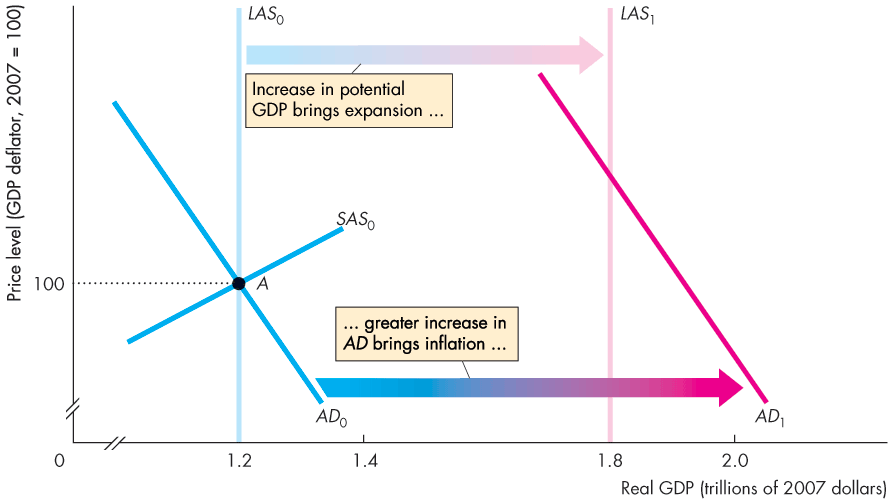 Price level (GDP deflator, 2007 = 100)
LAS0
LAS1
Increase in potential
GDP brings expansion ...
SAS0
100
A
... greater increase in
AD brings inflation ...
AD0
AD1
0
1.2
1.4
1.8
2.0
Real GDP (trillions of 2007 dollars)